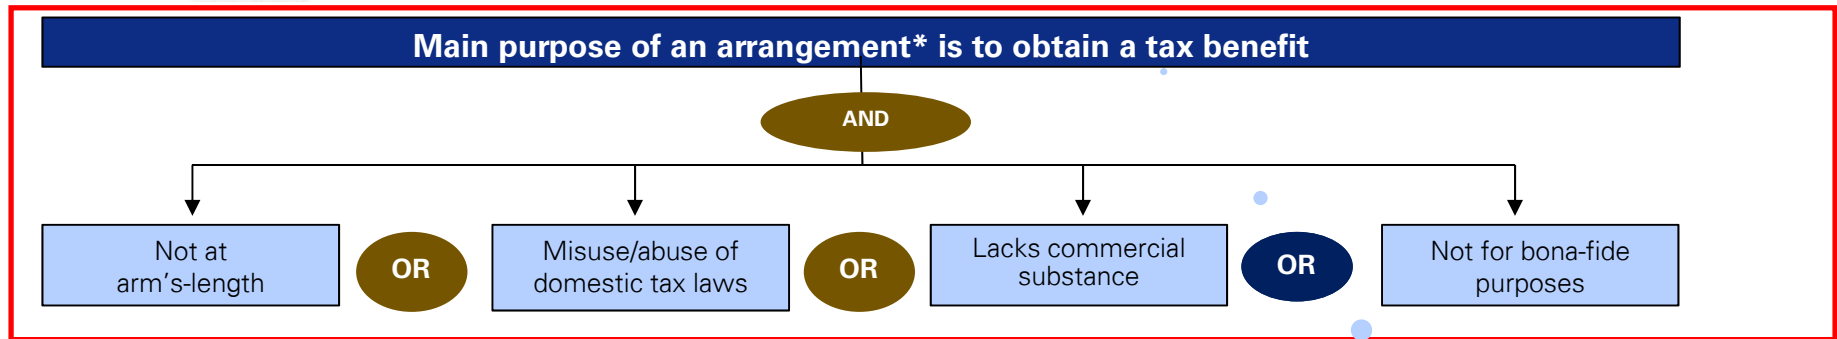 Main purpose of an arrangement* is to obtain a tax benefit
AND
Not at
arm's-length
OR
Misuse/abuse of
domestic tax laws
OR
Lacks commercial
substance
OR
Not for bona-fide
purposes